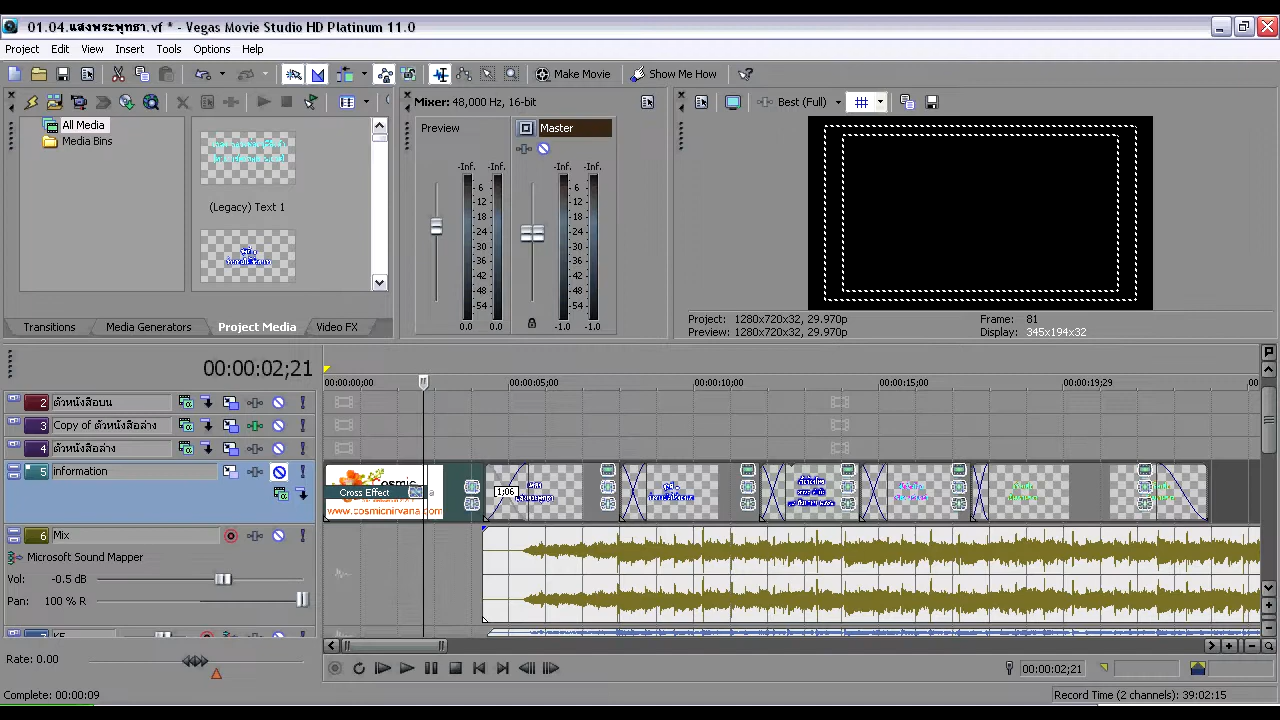 01.04.แสงพระพุทธา.vf * - Vegas Movie Studio HD Platinum 11.0
Project Edit View Insert Tools Options Help
Make Movie Show Me How
Mixer: 48,000 Hz, 16-bit
Best (Full)
All Media
Media Bins
(Legacy) Text 1
Preview
Master
-Inf. -Inf. -Inf. -Inf.
6 6
12 12
18 18
24 24
30 30
36 36
42 42
48 48
54 54
0.0 0.0 -1.0 -1.0
Project: 1280x720x32, 29.970p Frame: 81
Preview: 1280x720x32, 29.970p Display: 345x194x32
Transitions Media Generators Project Media Video FX
00:00:02;21
00:00:00;00 00:00:05;00 00:00:10;00 00:00:15;00 00:00:19;29 00
2 ตัวหนังสือบน
3 Copy of ตัวหนังสือล่าง
4 ตัวหนังสือล่าง
5 information
Cross Effect
www.cosmicnirvana.com
1;06
6 Mix
Microsoft Sound Mapper
Vol: -0.5 dB
Pan: 100 % R
Rate: 0.00
00:00:02;21
Complete: 00:00:09
Record Time (2 channels): 39:02:15